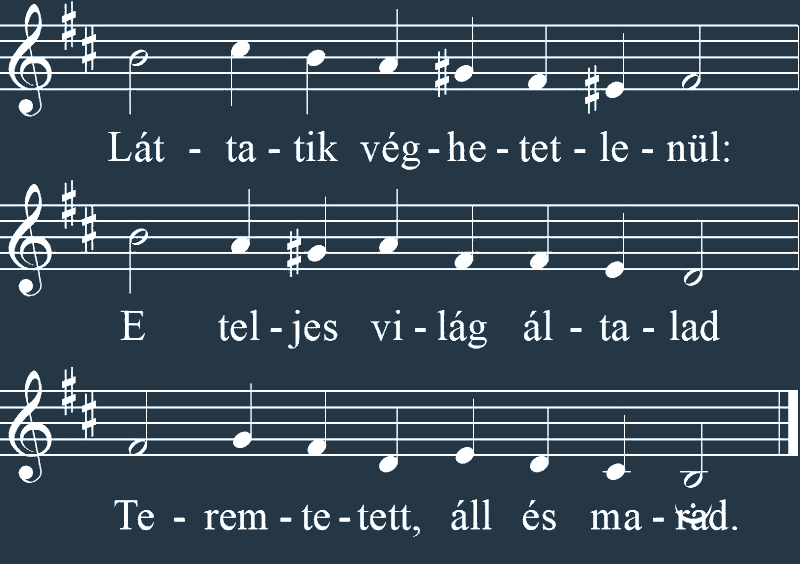 Lát - ta - tik vég - he - tet - le - nül:
E tel - jes vi - lág ál - ta - lad
Te - rem - te - tett, áll és ma - rad.